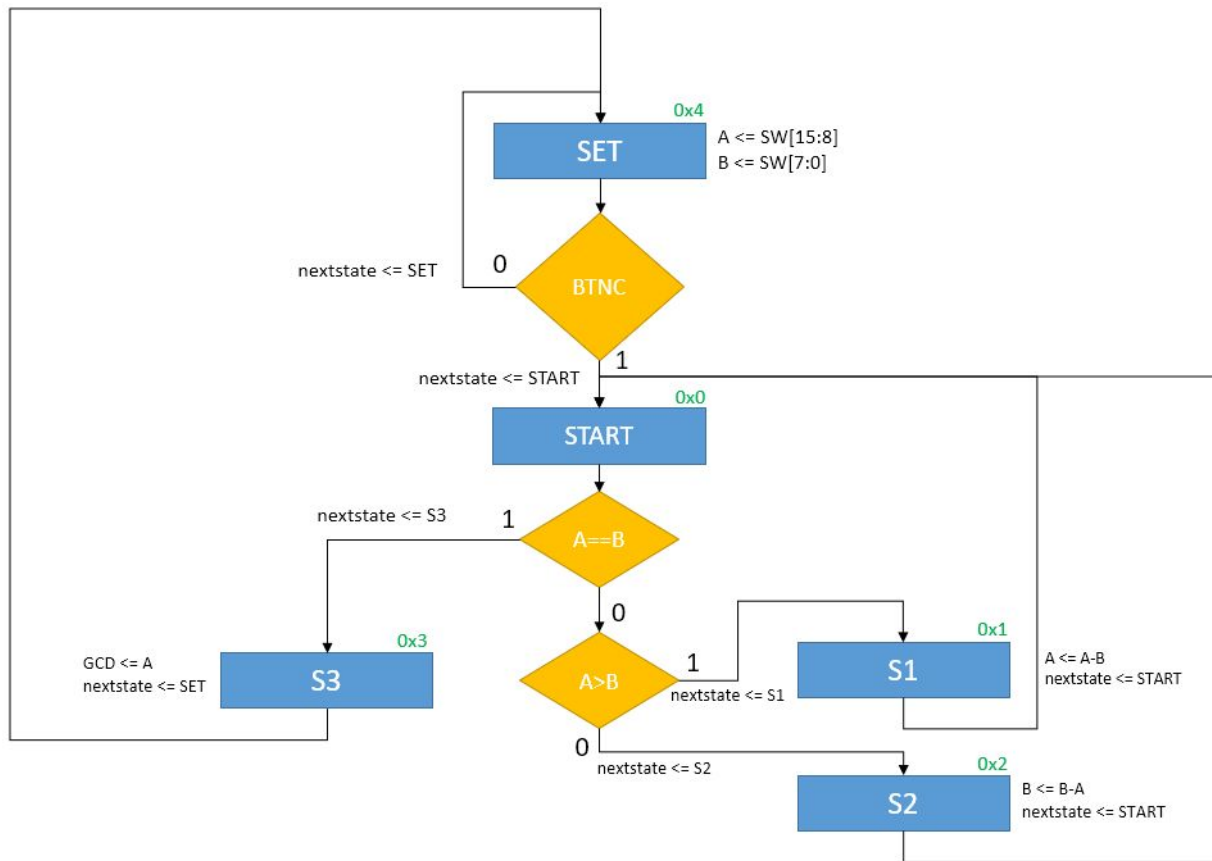 0x4
SET
A <= SW[15:8]
B <= SW[7:0]
0
nextstate <= SET
BTNC
1
nextstate <= START
0x0
START
nextstate <= S3
1
A==B
0
0x3
GCD <= A
nextstate <= SET
S3
A>B
1
nextstate <= S1
0x1
S1
A <= A-B
nextstate <= START
0
nextstate <= S2
0x2
S2
B <= B-A
nextstate <= START